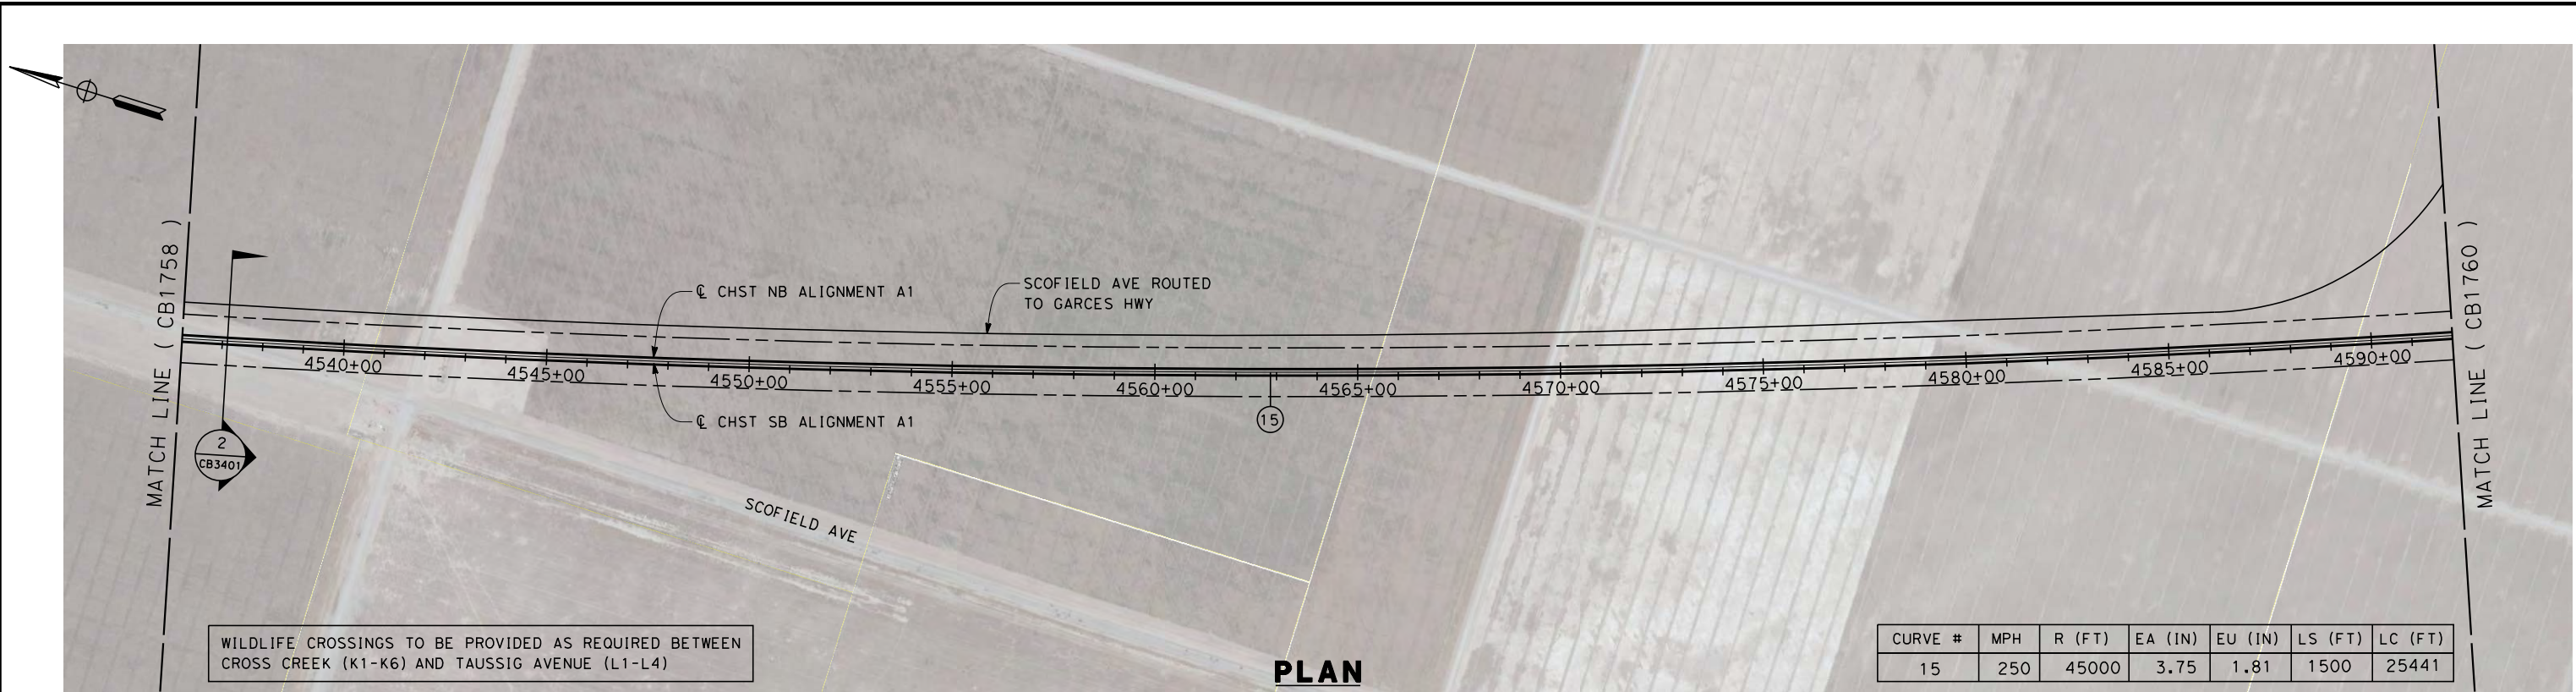 MATCH LINE ( CB1758 )
2
CB3401
℄ CHST NB ALIGNMENT A1
SCOFIELD AVE ROUTED
TO GARCES HWY
4540+00
4545+00
4550+00
4555+00
4560+00
4565+00
4570+00
4575+00
4580+00
4585+00
4590+00
15
℄ CHST SB ALIGNMENT A1
SCOFIELD AVE
MATCH LINE ( CB1760 )
WILDLIFE CROSSINGS TO BE PROVIDED AS REQUIRED BETWEEN
CROSS CREEK (K1-K6) AND TAUSSIG AVENUE (L1-L4)
PLAN
CURVE # MPH R (FT) EA (IN) EU (IN) LS (FT) LC (FT)
15 250 45000 3.75 1.81 1500 25441